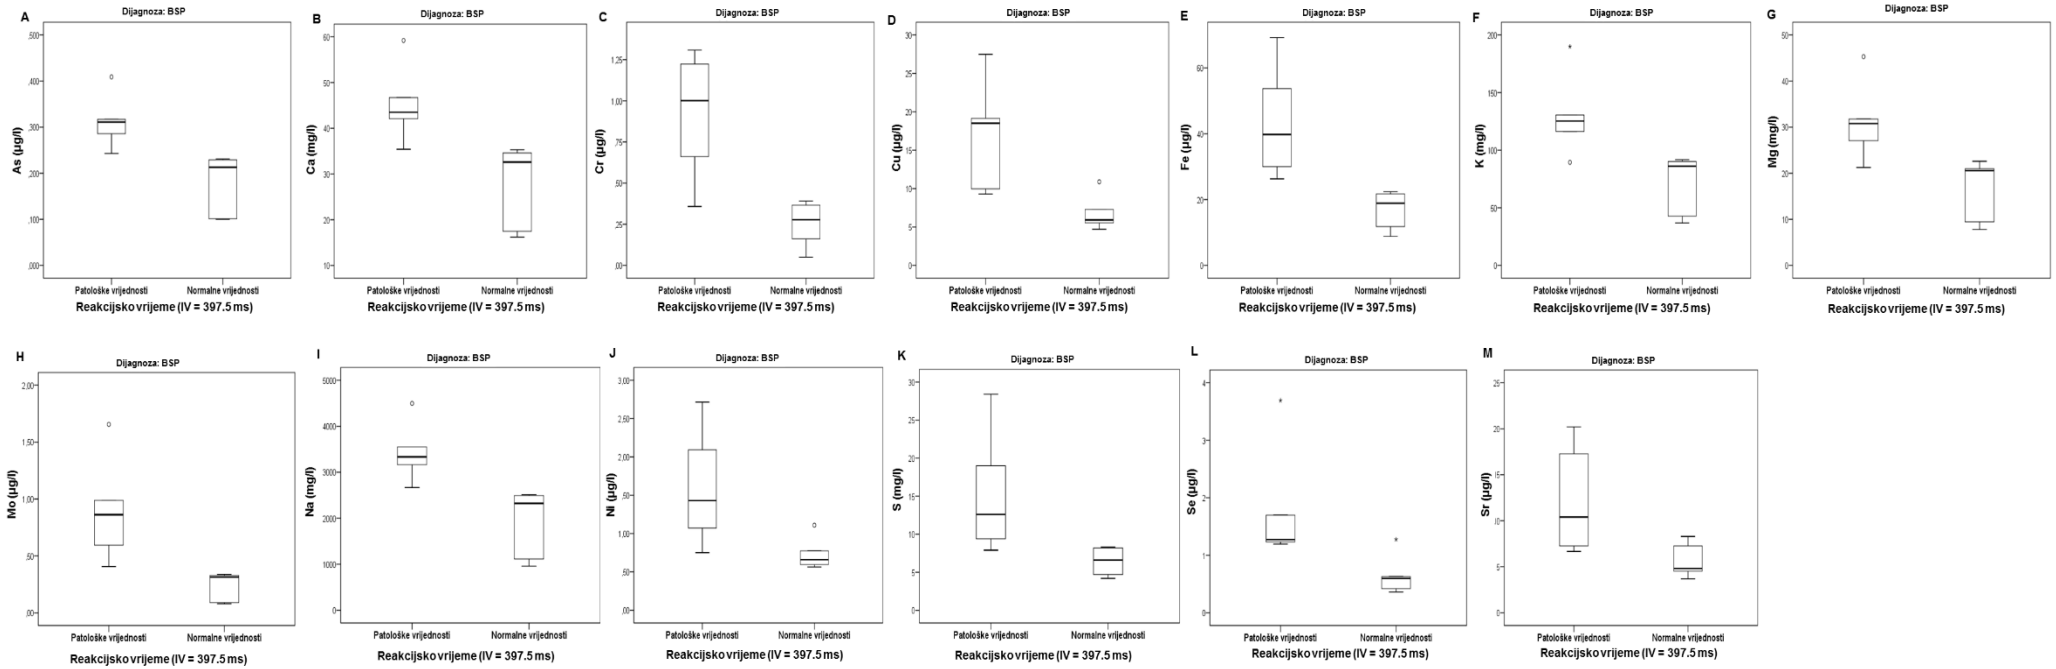 A
Dijagnoza: BSP
As (µg/l)
,500
,400
,300
,200
,100
,000
Patološke vrijednosti Normalne vrijednosti
Reakcijsko vrijeme (IV = 397.5 ms)
B
Dijagnoza: BSP
Ca (mg/l)
60
50
40
30
20
10
Patološke vrijednosti Normalne vrijednosti
Reakcijsko vrijeme (IV = 397.5 ms)
C
Dijagnoza: BSP
Cr (µg/l)
1,25
1,00
,75
,50
,25
,00
Patološke vrijednosti Normalne vrijednosti
Reakcijsko vrijeme (IV = 397.5 ms)
D
Dijagnoza: BSP
Cu (µg/l)
30
25
20
15
10
5
0
Patološke vrijednosti Normalne vrijednosti
Reakcijsko vrijeme (IV = 397.5 ms)
E
Dijagnoza: BSP
Fe (µg/l)
60
40
20
0
Patološke vrijednosti Normalne vrijednosti
Reakcijsko vrijeme (IV = 397.5 ms)
F
Dijagnoza: BSP
K (mg/l)
200
150
100
50
0
Patološke vrijednosti Normalne vrijednosti
Reakcijsko vrijeme (IV = 397.5 ms)
G
Dijagnoza: BSP
Mg (mg/l)
50
40
30
20
10
0
Patološke vrijednosti Normalne vrijednosti
Reakcijsko vrijeme (IV = 397.5 ms)
H
Dijagnoza: BSP
Mo (µg/l)
2,00
1,50
1,00
,50
,00
Patološke vrijednosti Normalne vrijednosti
Reakcijsko vrijeme (IV = 397.5 ms)
I
Dijagnoza: BSP
Na (mg/l)
5000
4000
3000
2000
1000
0
Patološke vrijednosti Normalne vrijednosti
Reakcijsko vrijeme (IV = 397.5 ms)
J
Dijagnoza: BSP
Ni (µg/l)
3,00
2,50
2,00
1,50
1,00
,50
,00
Patološke vrijednosti Normalne vrijednosti
Reakcijsko vrijeme (IV = 397.5 ms)
K
Dijagnoza: BSP
S (mg/l)
30
25
20
15
10
5
0
Patološke vrijednosti Normalne vrijednosti
Reakcijsko vrijeme (IV = 397.5 ms)
L
Dijagnoza: BSP
Se (µg/l)
4
3
2
1
0
Patološke vrijednosti Normalne vrijednosti
Reakcijsko vrijeme (IV = 397.5 ms)
M
Dijagnoza: BSP
Sr (µg/l)
25
20
15
10
5
0
Patološke vrijednosti Normalne vrijednosti
Reakcijsko vrijeme (IV = 397.5 ms)